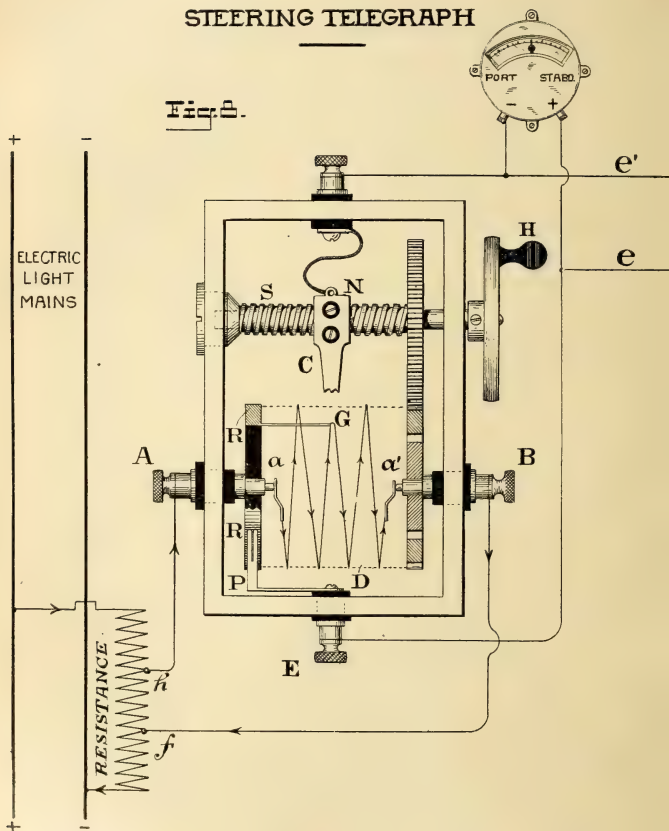 STEERING TELEGRAPH
PORT STARD.
- +
Fig. 8.
e'
+ -
ELECTRIC
LIGHT
MAINS
H
e
S
N
C
R
G
A
a
a'
B
R
P
D
E
RESISTANCE
h
f
+ -